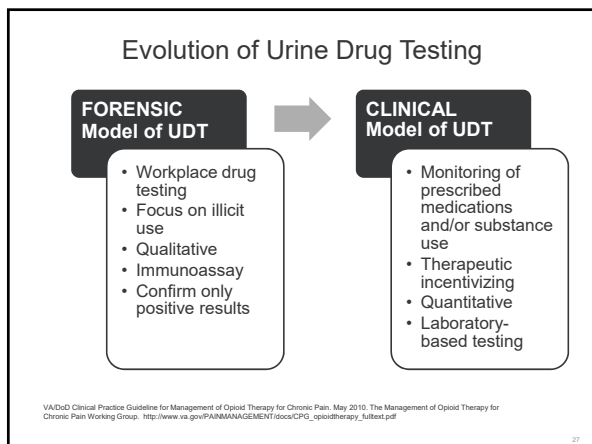 Evolution of Urine Drug Testing
FORENSIC
Model of UDT
• Workplace drug
testing
• Focus on illicit
use
• Qualitative
• Immunoassay
• Confirm only
positive results
CLINICAL
Model of UDT
• Monitoring of
prescribed
medications
and/or substance
use
• Therapeutic
incentivizing
• Quantitative
• Laboratory-
based testing
VA/DoD Clinical Practice Guideline for Management of Opioid Therapy for Chronic Pain. May 2010. The Management of Opioid Therapy for
Chronic Pain Working Group. http://www.va.gov/PAINMANAGEMENT/docs/CPG_opioidtherapy_fulltext.pdf
27